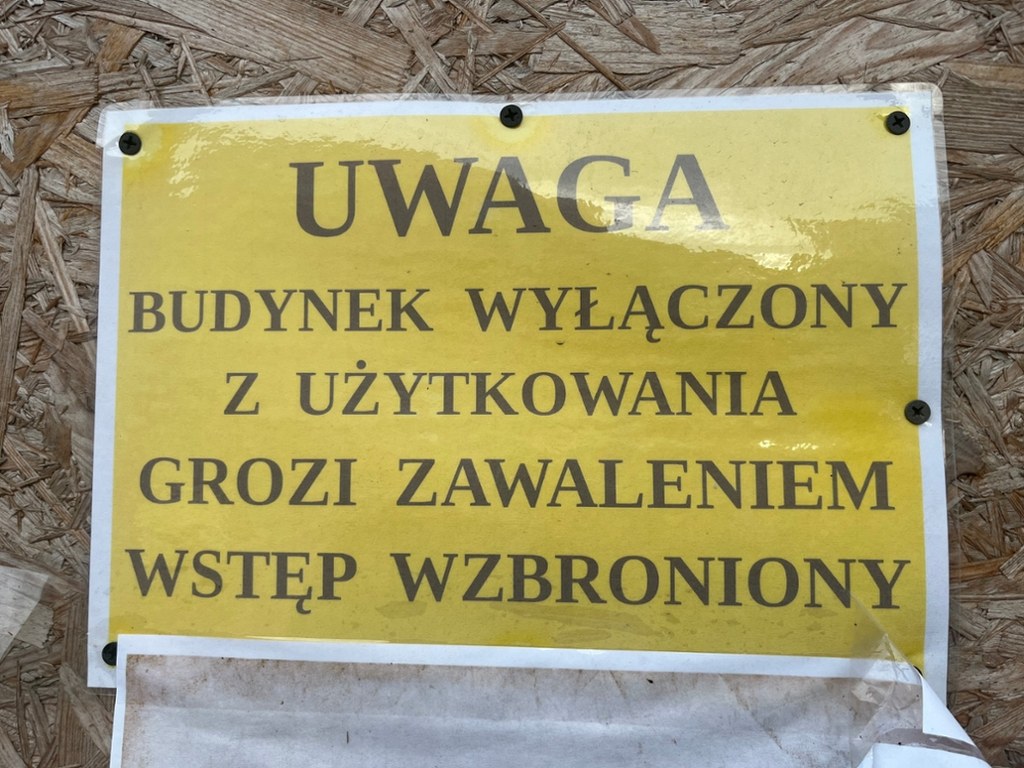 UWAGA
BUDYNEK WYŁĄCZONY
Z UŻYTKOWANIA
GROZI ZAWALENIEM
WSTĘP WZBRONIONY